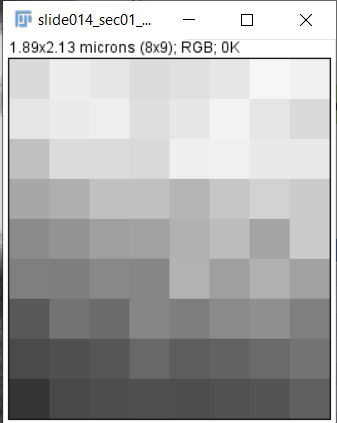 slide014_sec01_...
1.89x2.13 microns (8x9); RGB; 0K